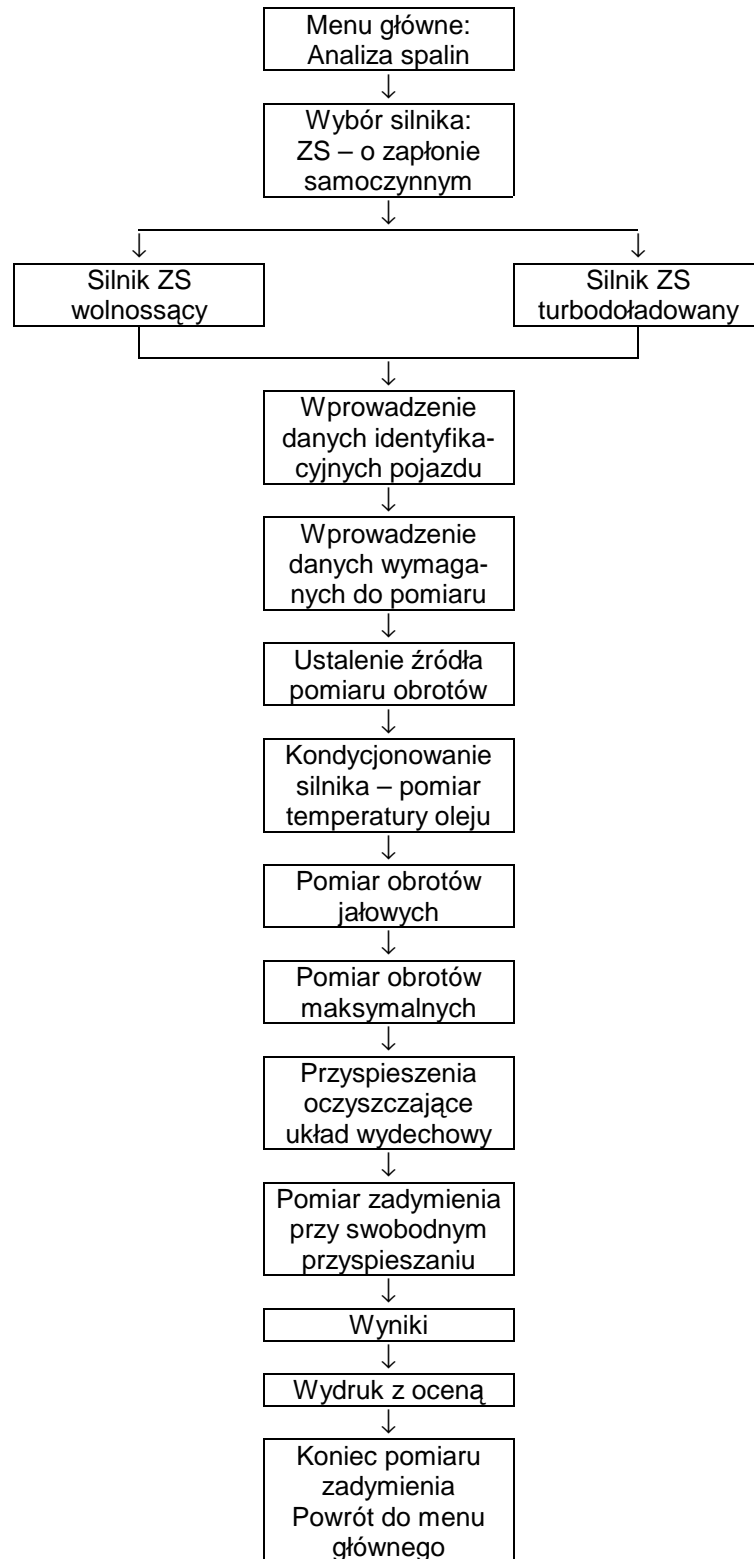 Menu główne:
Analiza spalin
Wybór silnika:
ZS – o zapłonie
samoczynnym
Silnik ZS
wolnossący
Silnik ZS
turbodoładowany
Wprowadzenie
danych identyfika-
cyjnych pojazdu
Wprowadzenie
danych wymaga-
nych do pomiaru
Ustalenie źródła
pomiaru obrotów
Kondycjonowanie
silnika – pomiar
temperatury oleju
Pomiar obrotów
jałowych
Pomiar obrotów
maksymalnych
Przyspieszenia
oczyszczające
układ wydechowy
Pomiar zadymienia
przy swobodnym
przyspieszaniu
Wyniki
Wydruk z oceną
Koniec pomiaru
zadymienia
Powrót do menu
głównego